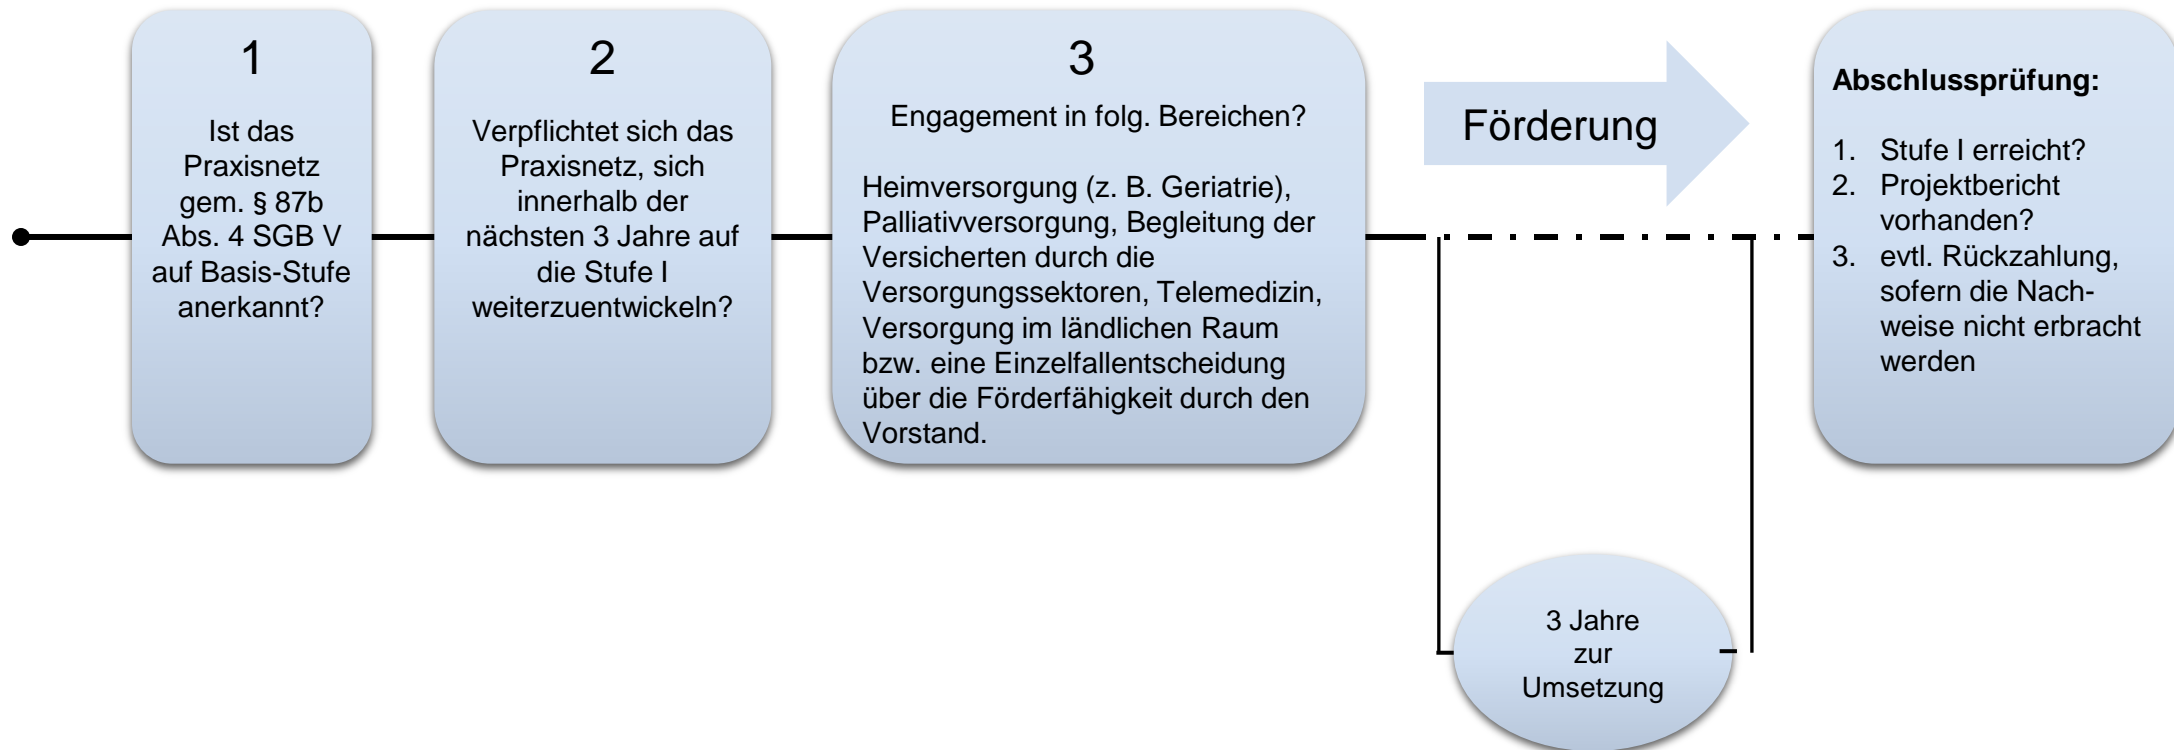 1
Ist das
Praxisnetz
gem. § 87b
Abs. 4 SGB V
auf Basis-Stufe
anerkannt?
2
Verpflichtet sich das
Praxisnetz, sich
innerhalb der
nächsten 3 Jahre auf
die Stufe I
weiterzuentwickeln?
3
Engagement in folg. Bereichen?
Heimversorgung (z. B. Geriatrie),
Palliativversorgung, Begleitung der
Versicherten durch die
Versorgungssektoren, Telemedizin,
Versorgung im ländlichen Raum
bzw. eine Einzelfallentscheidung
über die Förderfähigkeit durch den
Vorstand.
Förderung
3 Jahre
zur
Umsetzung
Abschlussprüfung:
1. Stufe I erreicht?
2. Projektbericht
vorhanden?
3. evtl. Rückzahlung,
sofern die Nach-
weise nicht erbracht
werden